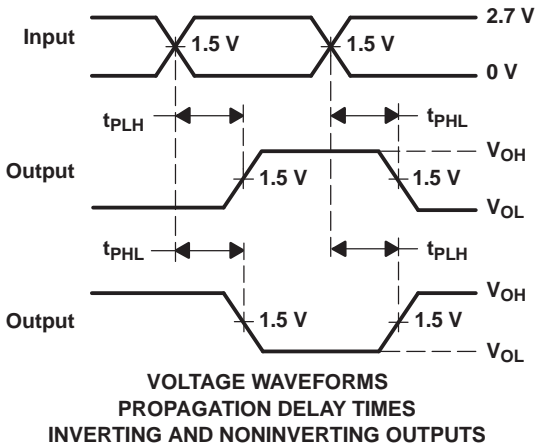 2.7 V
Input
1.5 V
1.5 V
0 V
tPLH
tPHL
VOH
Output
1.5 V
1.5 V
VOL
tPHL
tPLH
VOH
Output
1.5 V
1.5 V
VOL
VOLTAGE WAVEFORMS
PROPAGATION DELAY TIMES
INVERTING AND NONINVERTING OUTPUTS